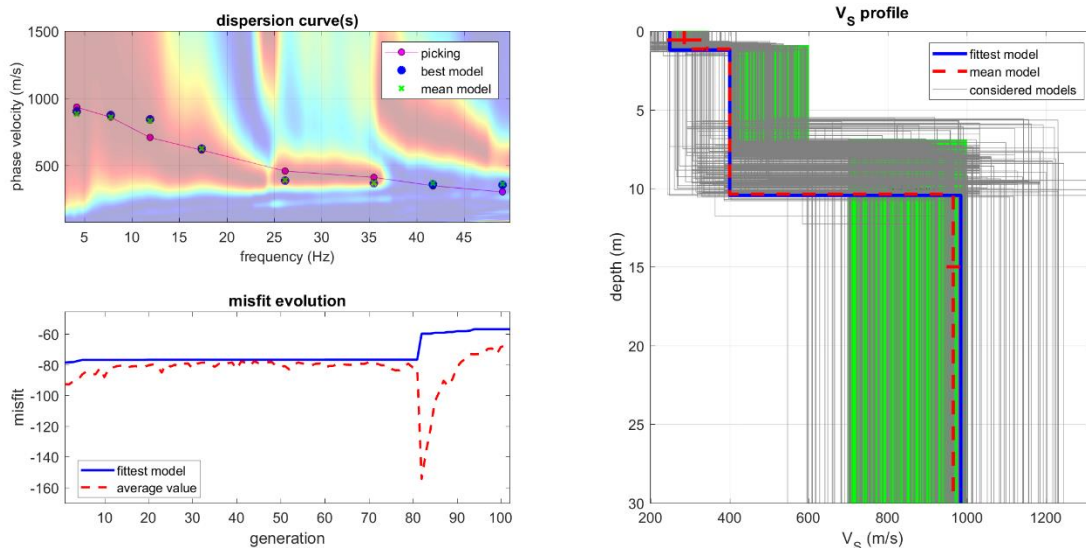 dispersion curve(s)
1500
1000
500
phase velocity (m/s)
5 10 15 20 25 30 35 40 45
frequency (Hz)
picking
best model
mean model
misfit evolution
-60
-80
-100
-120
-140
-160
misfit
10 20 30 40 50 60 70 80 90 100
generation
fittest model
average value
VS profile
0
5
10
15
20
25
30
depth (m)
200 400 600 800 1000 1200
VS (m/s)
fittest model
mean model
considered models